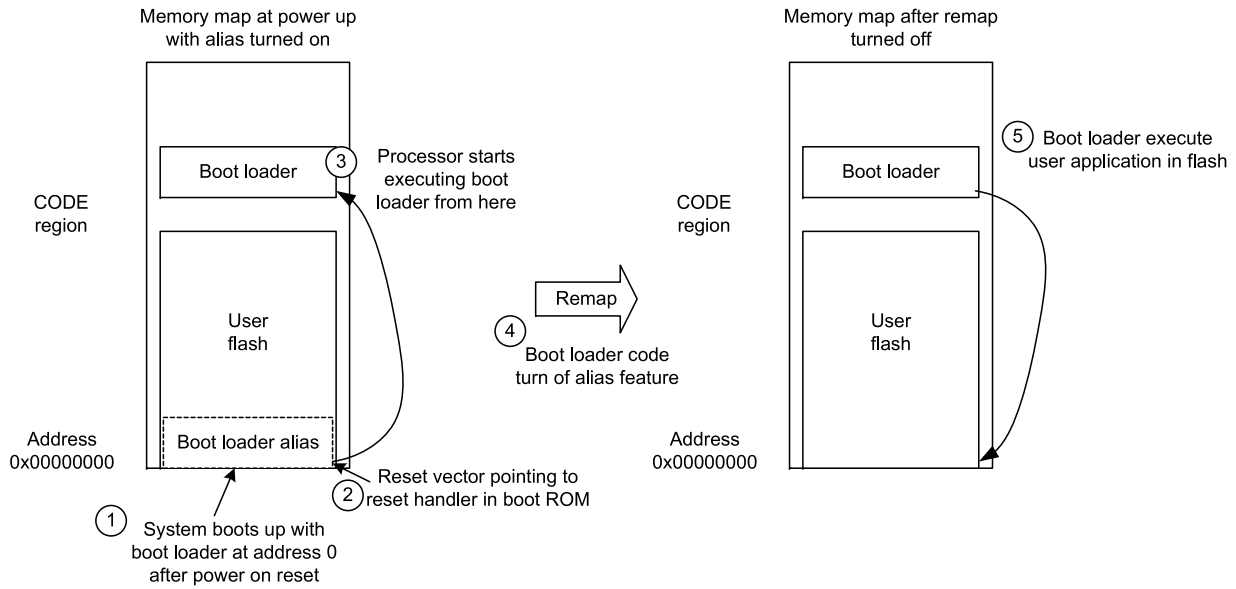 Memory map at power up
with alias turned on
Boot loader
3
Processor starts
executing boot
loader from here
CODE
region
User
flash
Boot loader alias
Address
0x00000000
2
Reset vector pointing to
reset handler in boot ROM
1
System boots up with
boot loader at address 0
after power on reset
Remap
4
Boot loader code
turn of alias feature
Memory map after remap
turned off
Boot loader
5
Boot loader execute
user application in flash
CODE
region
User
flash
Address
0x00000000